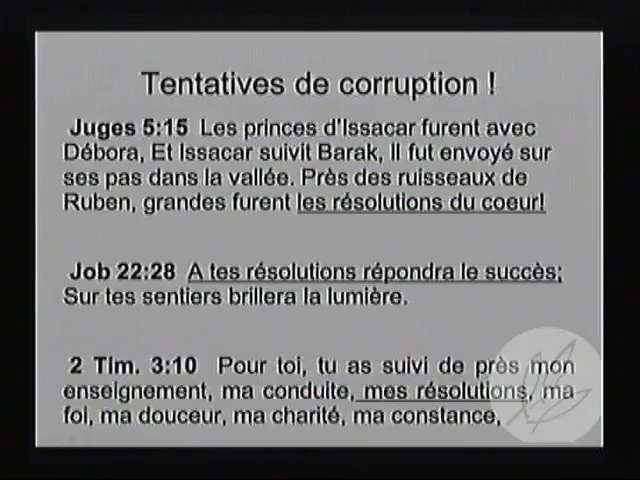 Tentatives de corruption !
Juges 5:15 Les princes d'Issacar furent avec
Débora, Et Issacar suivit Barak, Il fut envoyé sur
ses pas dans la vallée. Près des ruisseaux de
Ruben, grandes furent les résolutions du coeur!
Job 22:28 A tes résolutions répondra le succès;
Sur tes sentiers brillera la lumière.
2 Tim. 3:10 Pour toi, tu as suivi de près mon
enseignement, ma conduite, mes résolutions, ma
foi, ma douceur, ma charité, ma constance,